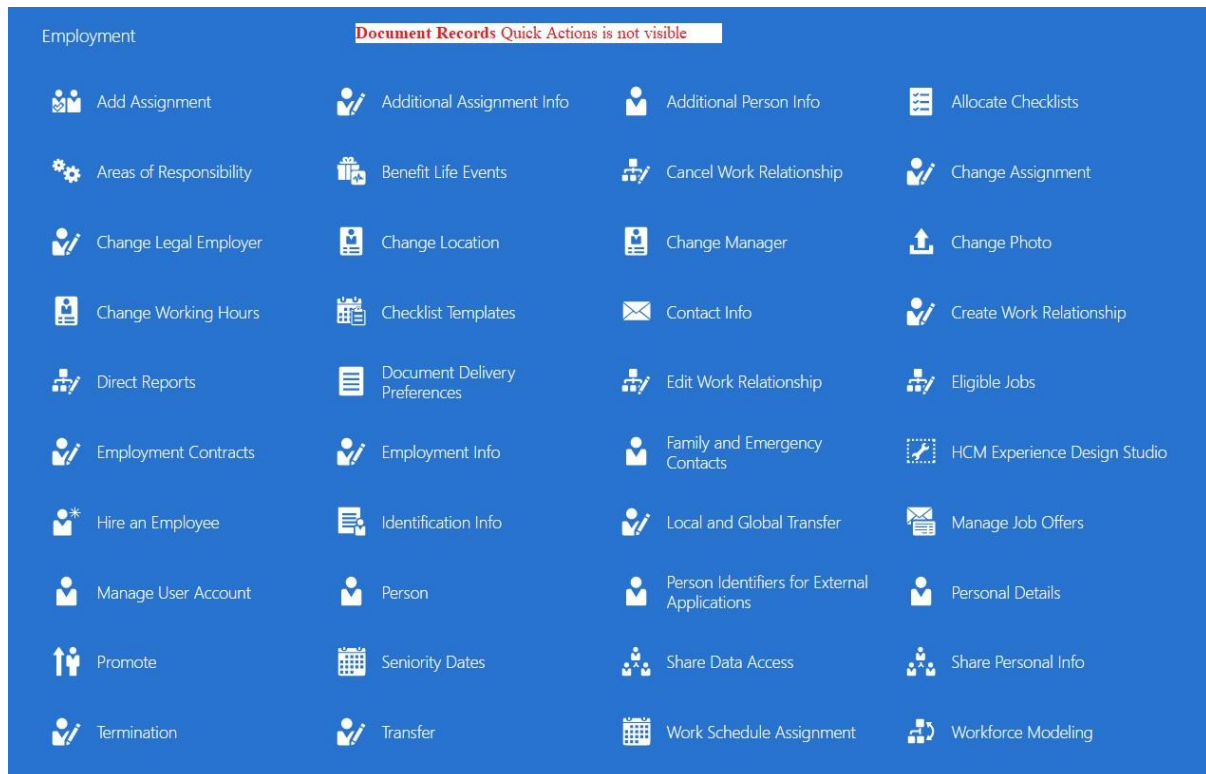 Employment
Document Records Quick Actions is not visible
Add Assignment
Additional Assignment Info
Additional Person Info
Allocate Checklists
Areas of Responsibility
Benefit Life Events
Cancel Work Relationship
Change Assignment
Change Legal Employer
Change Location
Change Manager
Change Photo
Change Working Hours
Checklist Templates
Contact Info
Create Work Relationship
Direct Reports
Document Delivery
Preferences
Edit Work Relationship
Eligible Jobs
Employment Contracts
Employment Info
Family and Emergency
Contacts
HCM Experience Design Studio
Hire an Employee
Identification Info
Local and Global Transfer
Manage Job Offers
Manage User Account
Person
Person Identifiers for External
Applications
Personal Details
Promote
Seniority Dates
Share Data Access
Share Personal Info
Termination
Transfer
Work Schedule Assignment
Workforce Modeling